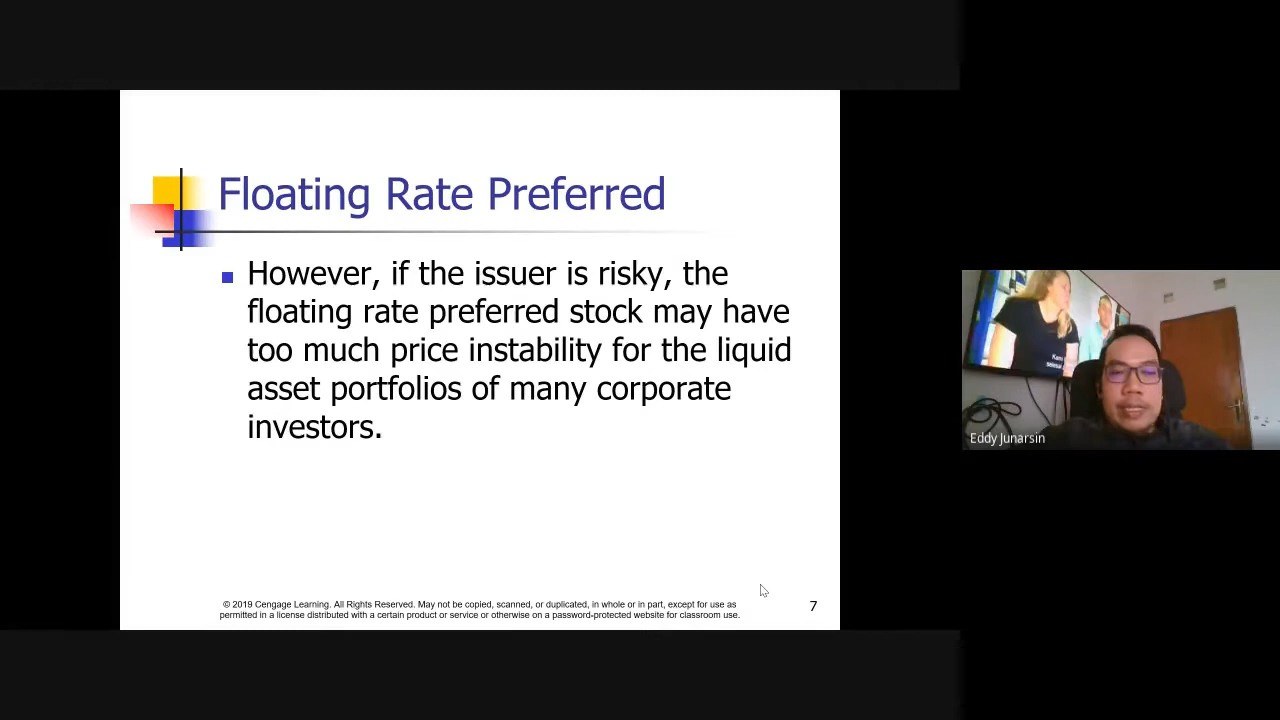 Floating Rate Preferred
However, if the issuer is risky, the
floating rate preferred stock may have
too much price instability for the liquid
asset portfolios of many corporate
investors.
© 2019 Cengage Learning. All Rights Reserved. May not be copied, scanned, or duplicated, in whole or in part, except for use as
permitted in a license distributed with a certain product or service or otherwise on a password-protected website for classroom use.
7
Eddy Junarsin